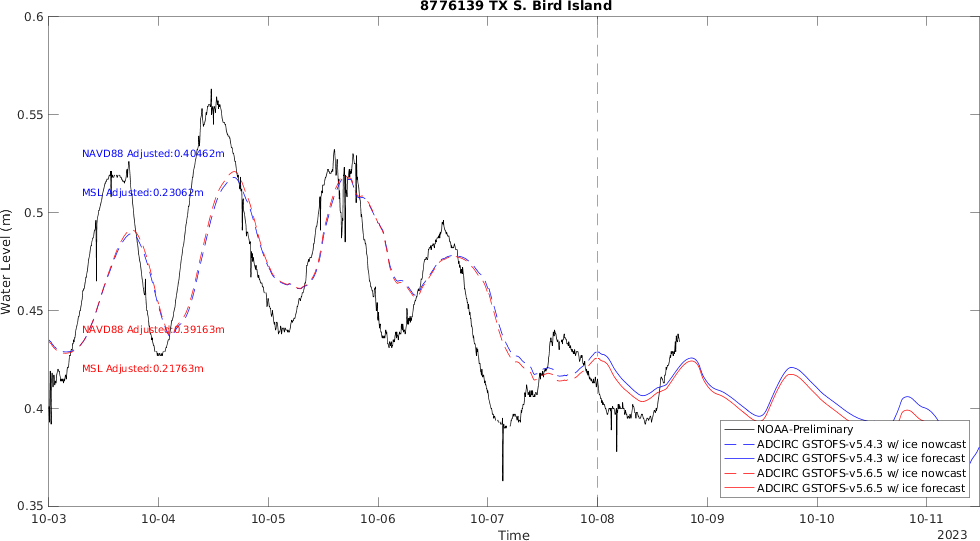 8776139 TX S. Bird Island
0.6
0.55
0.5
0.45
0.4
0.35
Water Level (m)
NAVD88 Adjusted:0.40462m
MSL Adjusted:0.23062m
NAVD88 Adjusted:0.39163m
MSL Adjusted:0.21763m
NOAA-Preliminary
ADCIRC GSTOFS-v5.4.3 w/ ice nowcast
ADCIRC GSTOFS-v5.4.3 w/ ice forecast
ADCIRC GSTOFS-v5.6.5 w/ ice nowcast
ADCIRC GSTOFS-v5.6.5 w/ ice forecast
10-03 10-04 10-05 10-06 10-07 10-08 10-09 10-10 10-11
Time
2023